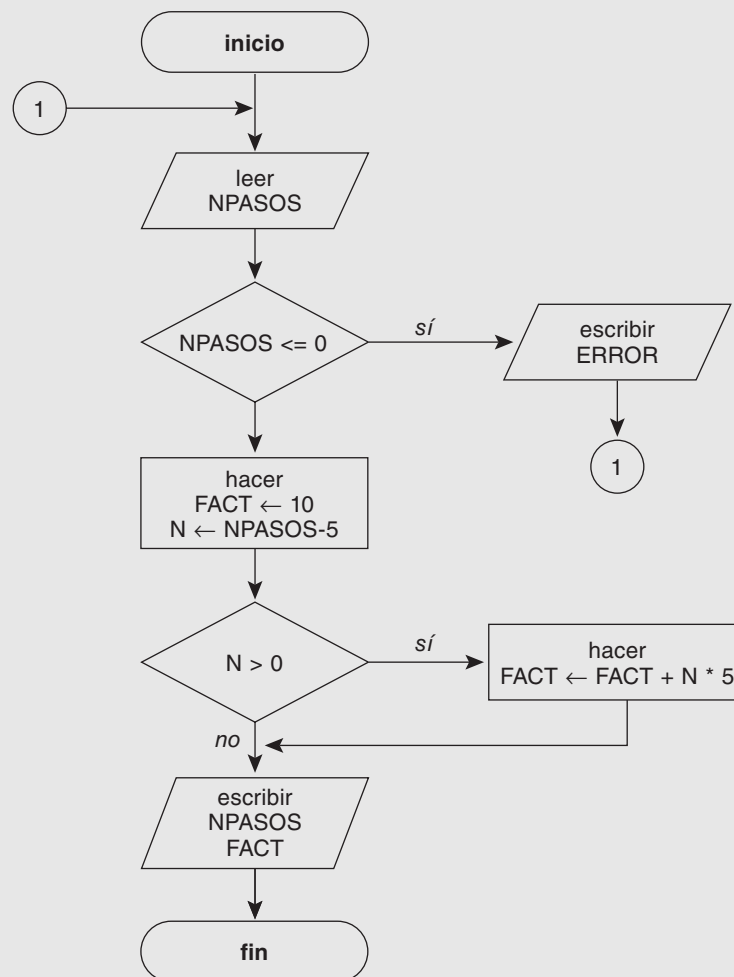 inicio
1
leer
NPASOS
NPASOS <= 0
sí
escribir
ERROR
1
hacer
FACT ← 10
N ← NPASOS-5
N > 0
sí
hacer
FACT ← FACT + N * 5
no
escribir
NPASOS
FACT
fin